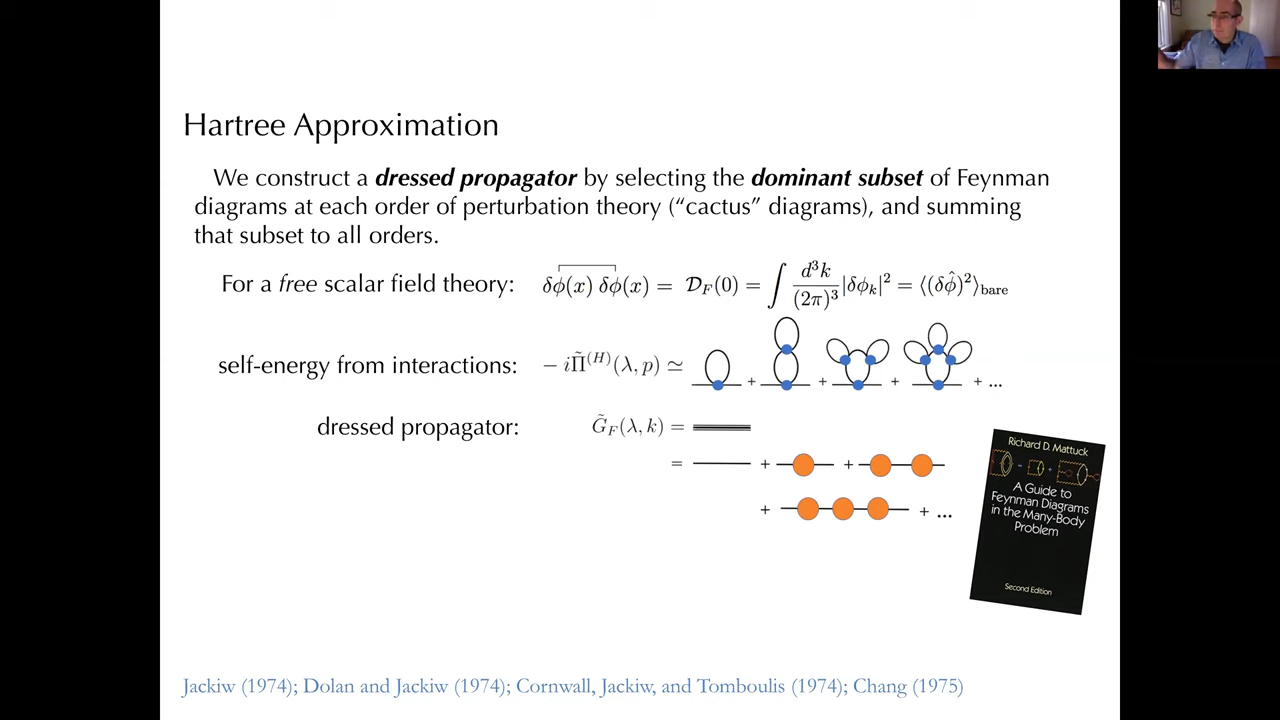 Hartree Approximation
We construct a dressed propagator by selecting the dominant subset of Feynman
diagrams at each order of perturbation theory (“cactus” diagrams), and summing
that subset to all orders.
For a free scalar field theory: δϕ(x) δϕ(x) = 𝒟_F(0) = ∫ d³k/(2π)³ |δϕ_k|² = ⟨(δϕ̂)²⟩_bare
self-energy from interactions: − iΠ̃^(H)(λ, p) ≃ + + + + ...
dressed propagator: G̃_F(λ, k) =
= + +
+ + ...
Richard D. Mattuck
A Guide to
Feynman Diagrams
in the Many-Body
Problem
Second Edition
Jackiw (1974); Dolan and Jackiw (1974); Cornwall, Jackiw, and Tomboulis (1974); Chang (1975)